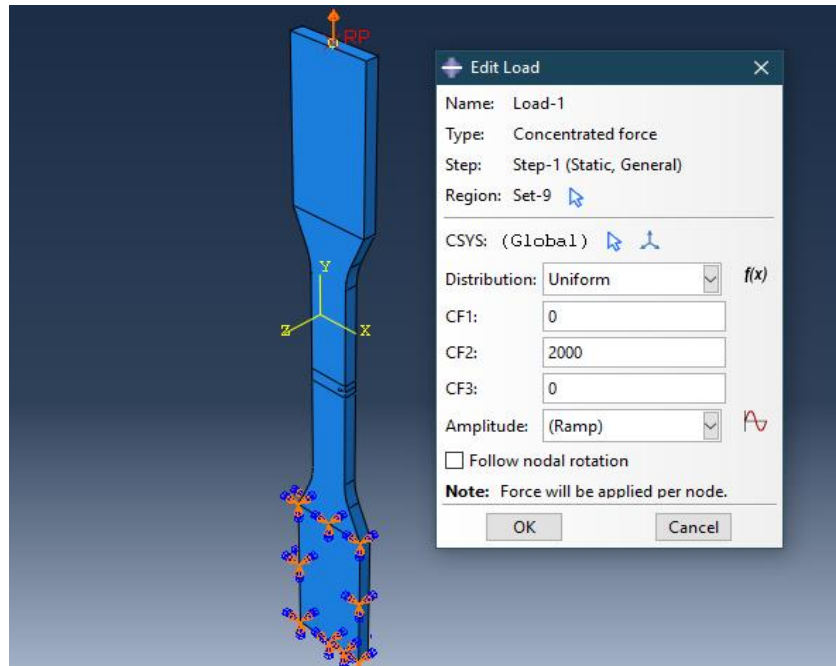 RP
Y
Z
X
Edit Load
Name: Load-1
Type: Concentrated force
Step: Step-1 (Static, General)
Region: Set-9
CSYS: (Global)
Distribution: Uniform f(x)
CF1: 0
CF2: 2000
CF3: 0
Amplitude: (Ramp)
Follow nodal rotation
Note: Force will be applied per node.
OK Cancel